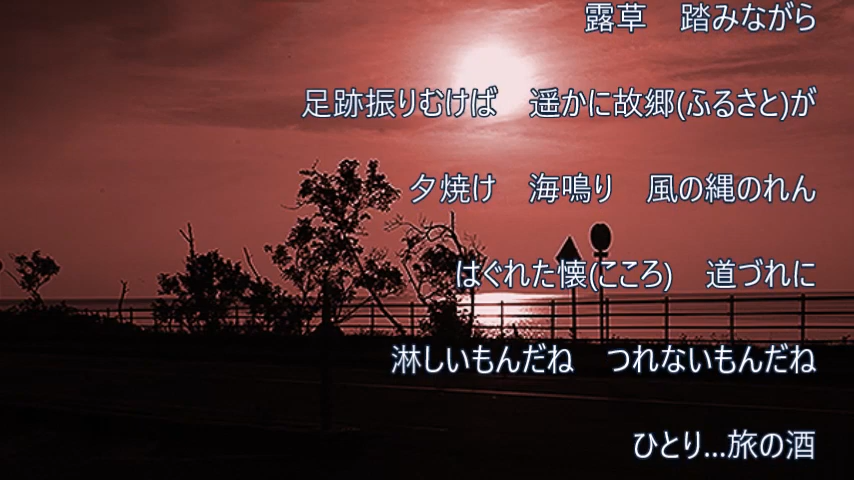 露草　踏みながら
足跡振りむけば　遥かに故郷(ふるさと)が
夕焼け　海鳴り　風の縄のれん
はぐれた懐(こころ)　道づれに
淋しいもんだね　つれないもんだね
ひとり...旅の酒